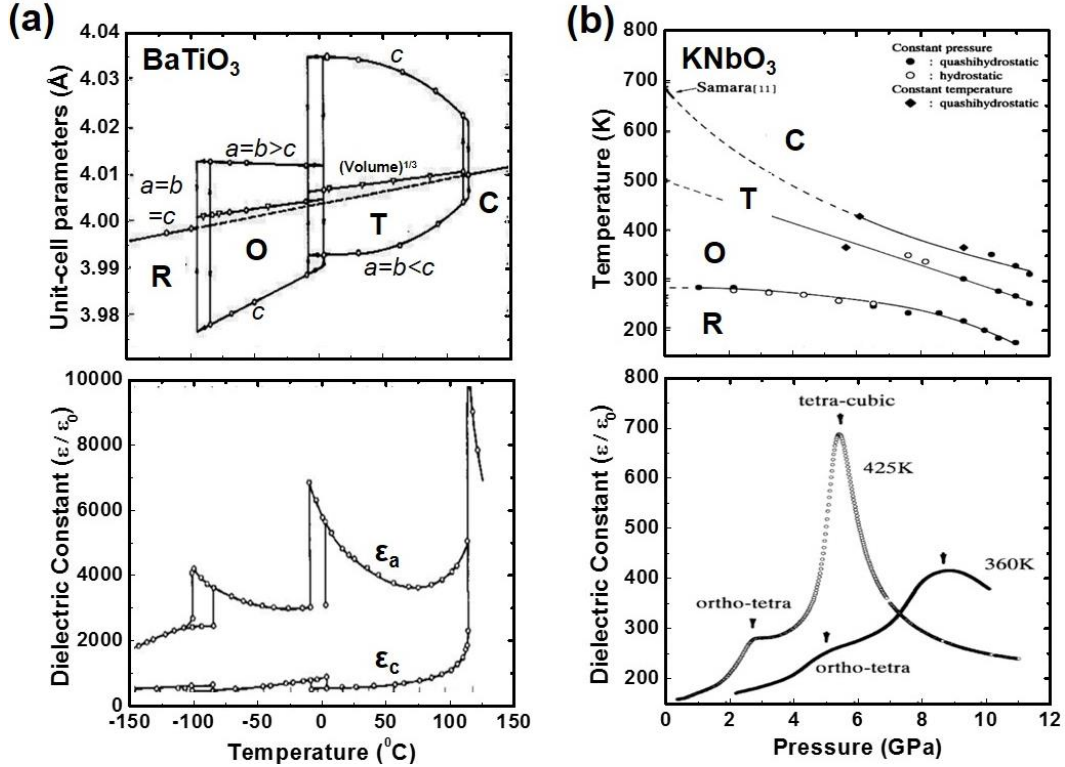 (a)
4.04
4.03
4.02
4.01
4.00
3.99
3.98
Unit-cell parameters (Å)
BaTiO3
c
a=b>c
(Volume)1/3
a=b
=c
R
O
T
C
c
a=b<c
10000
8000
6000
4000
2000
0
Dielectric Constant (ε / ε0)
εa
εc
-150
-100
-50
0
50
100
150
Temperature (0C)
(b)
800
700
600
500
400
300
200
Temperature (K)
KNbO3
Constant pressure
● : quashihydrostatic
○ : hydrostatic
Constant temperature
◆ : quashihydrostatic
Samara[11]
C
T
O
R
800
700
600
500
400
300
200
Dielectric Constant (ε / ε0)
tetra-cubic
425K
360K
ortho-tetra
ortho-tetra
0 2 4 6 8 10 12
Pressure (GPa)